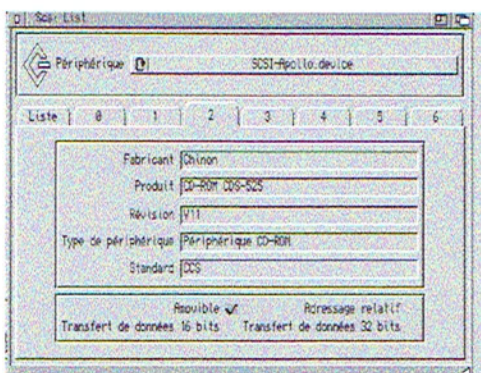 Scsi List
Périphérique SCSI-Apollo.device
Liste 0 1 2 3 4 5 6
Fabricant Chinon
Produit CD-ROM CDS-525
Révision V11
Type de périphérique Périphérique CD-ROM
Standard CCS
Amovible ✓ Adressage relatif
Transfert de données 16 bits Transfert de données 32 bits